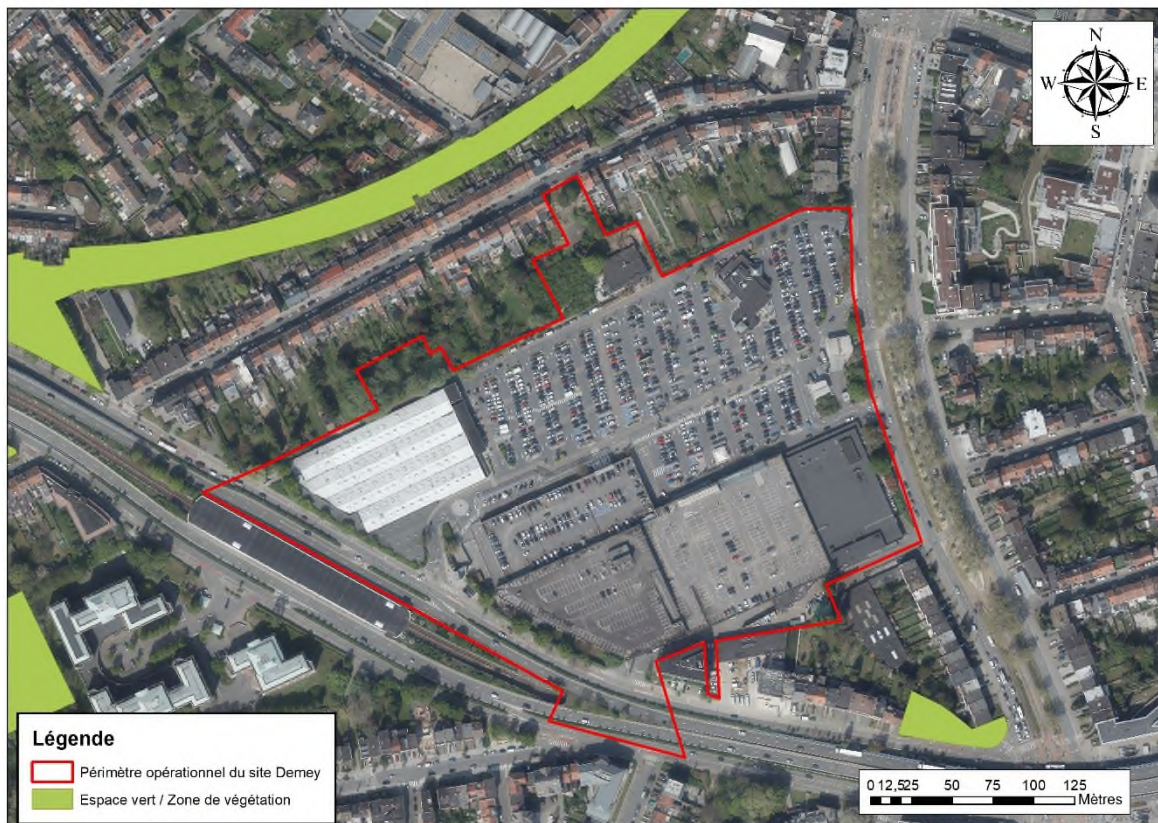 N
W E
S
Légende
Périmètre opérationnel du site Demey
Espace vert / Zone de végétation
0 12,525 50 75 100 125
Mètres